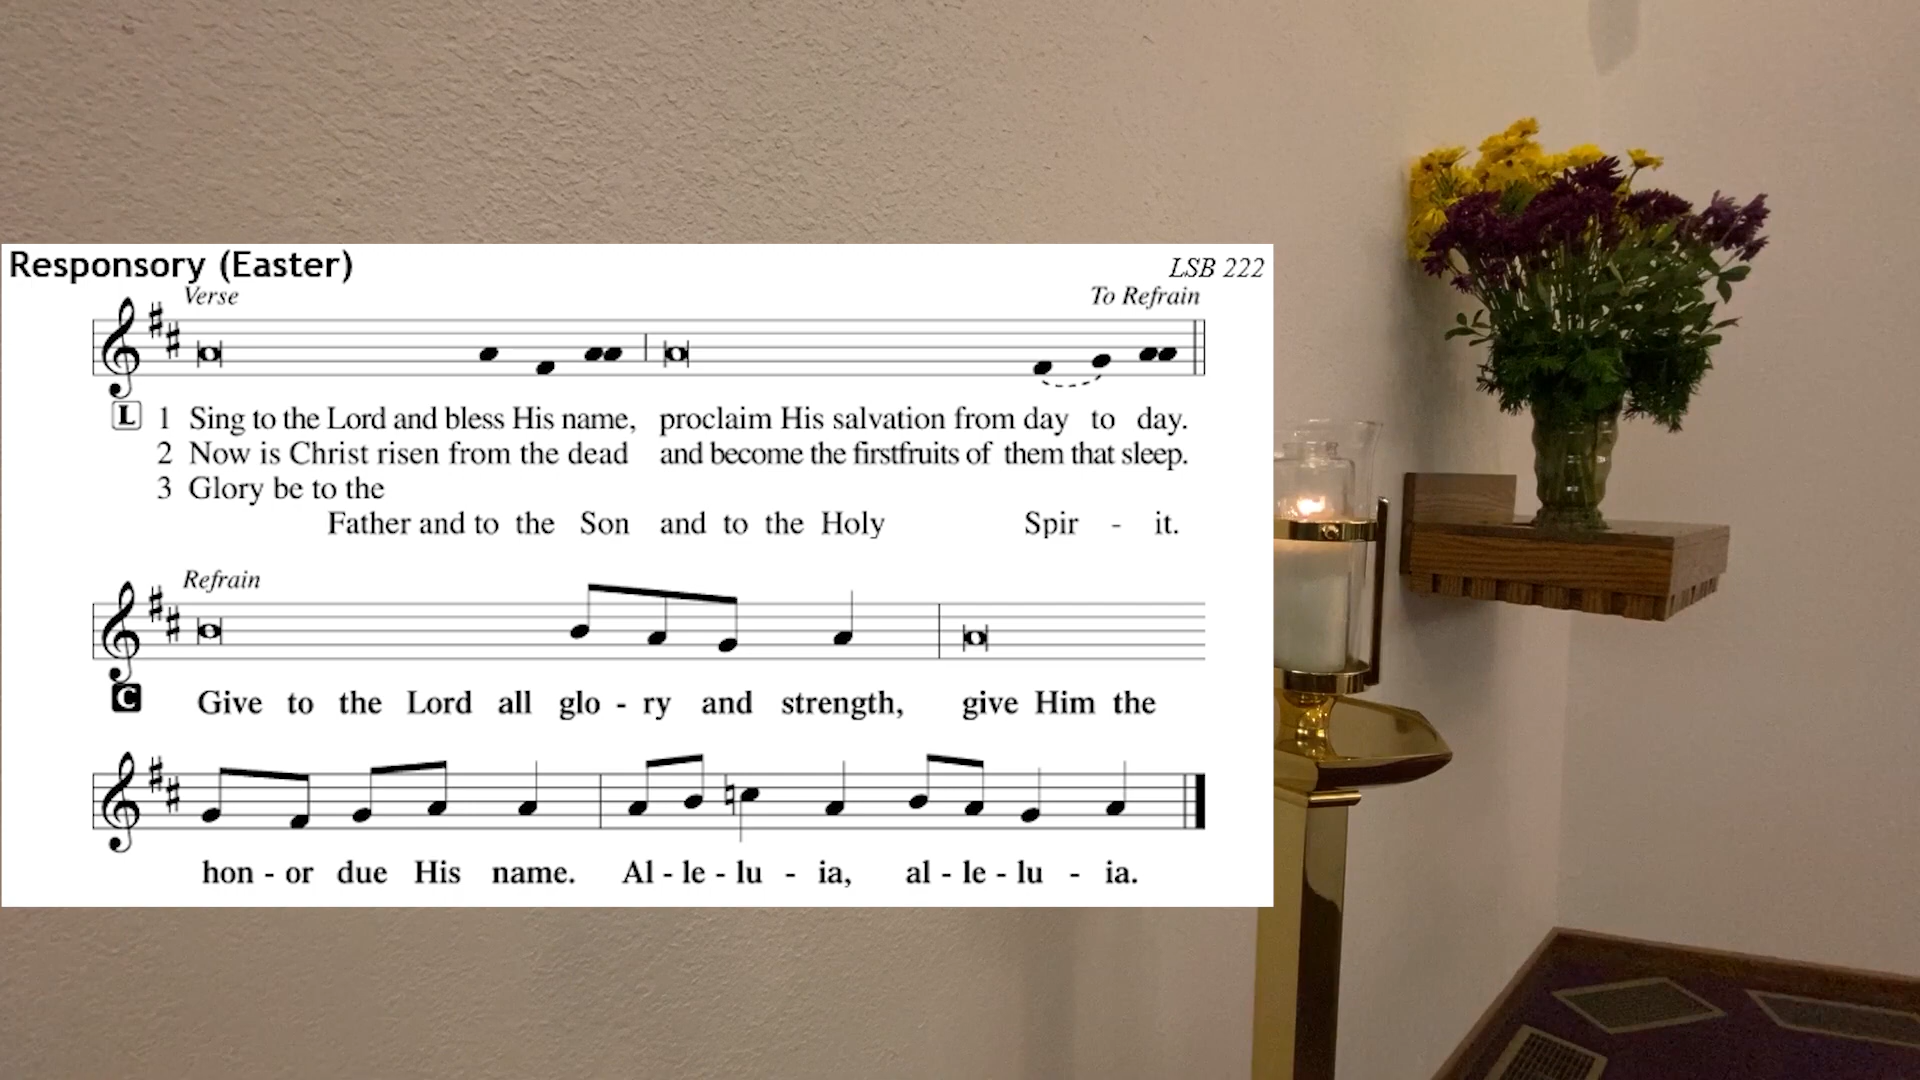 Responsory (Easter) LSB 222
Verse To Refrain
L 1 Sing to the Lord and bless His name, proclaim His salvation from day to day.
2 Now is Christ risen from the dead and become the firstfruits of them that sleep.
3 Glory be to the
Father and to the Son and to the Holy Spir - it.
Refrain
C Give to the Lord all glo - ry and strength, give Him the
hon - or due His name. Al - le - lu - ia, al - le - lu - ia.